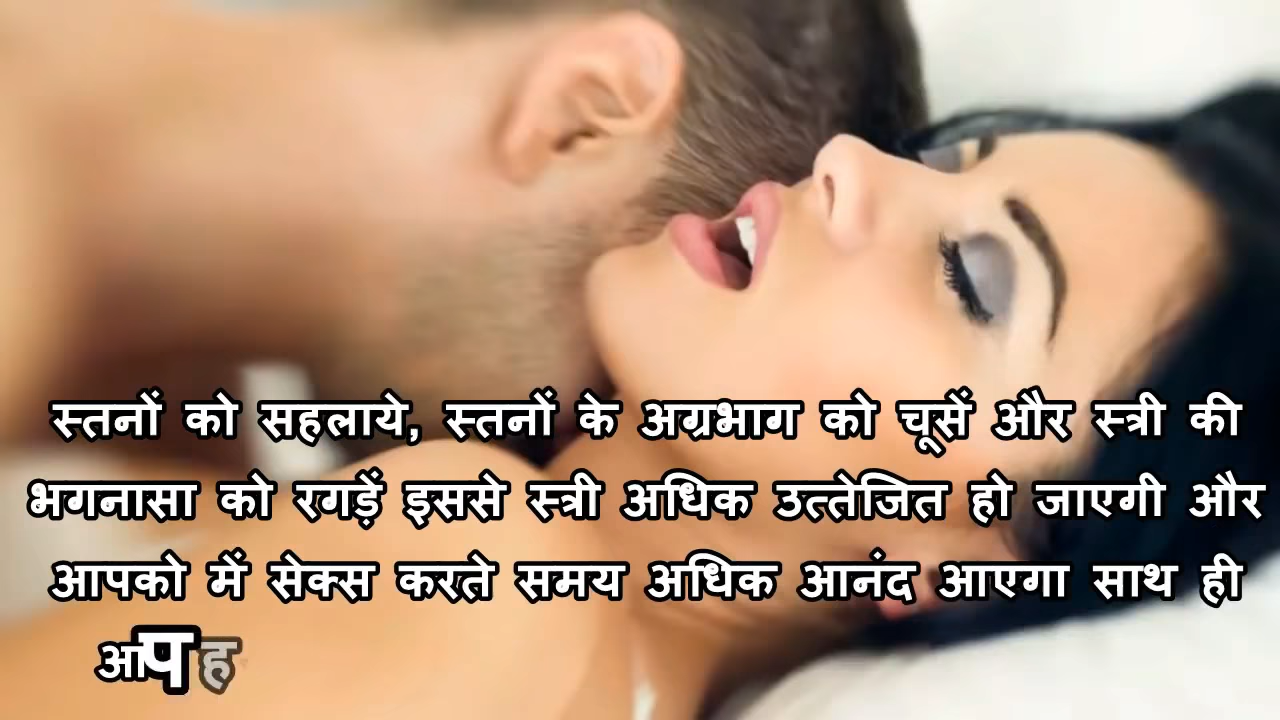 स्तनों को सहलाये, स्तनों के अग्रभाग को चूसें और स्त्री की
भगनासा को रगड़ें इससे स्त्री अधिक उत्तेजित हो जाएगी और
आपको में सेक्स करते समय अधिक आनंद आएगा साथ ही
आप ह